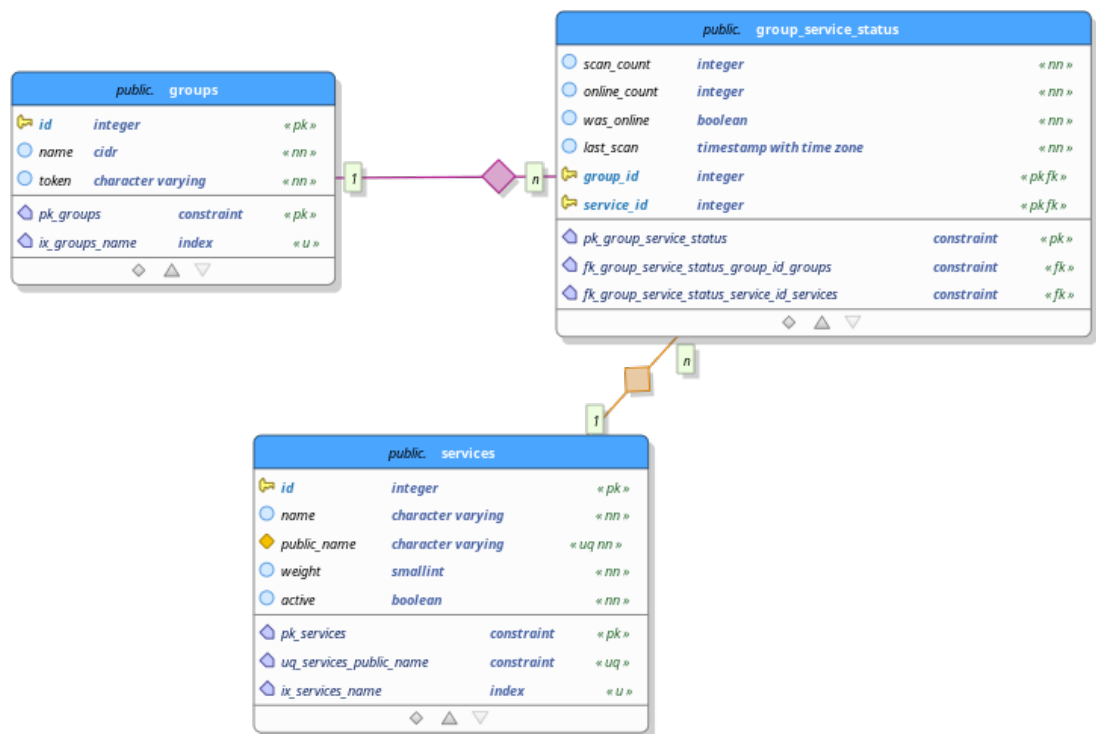 public. groups
id integer « pk »
name cidr « nn »
token character varying « nn »
pk_groups constraint « pk »
ix_groups_name index « u »
1
n
public. group_service_status
scan_count integer « nn »
online_count integer « nn »
was_online boolean « nn »
last_scan timestamp with time zone « nn »
group_id integer « pk fk »
service_id integer « pk fk »
pk_group_service_status constraint « pk »
fk_group_service_status_group_id_groups constraint « fk »
fk_group_service_status_service_id_services constraint « fk »
n
1
public. services
id integer « pk »
name character varying « nn »
public_name character varying « uq nn »
weight smallint « nn »
active boolean « nn »
pk_services constraint « pk »
uq_services_public_name constraint « uq »
ix_services_name index « u »